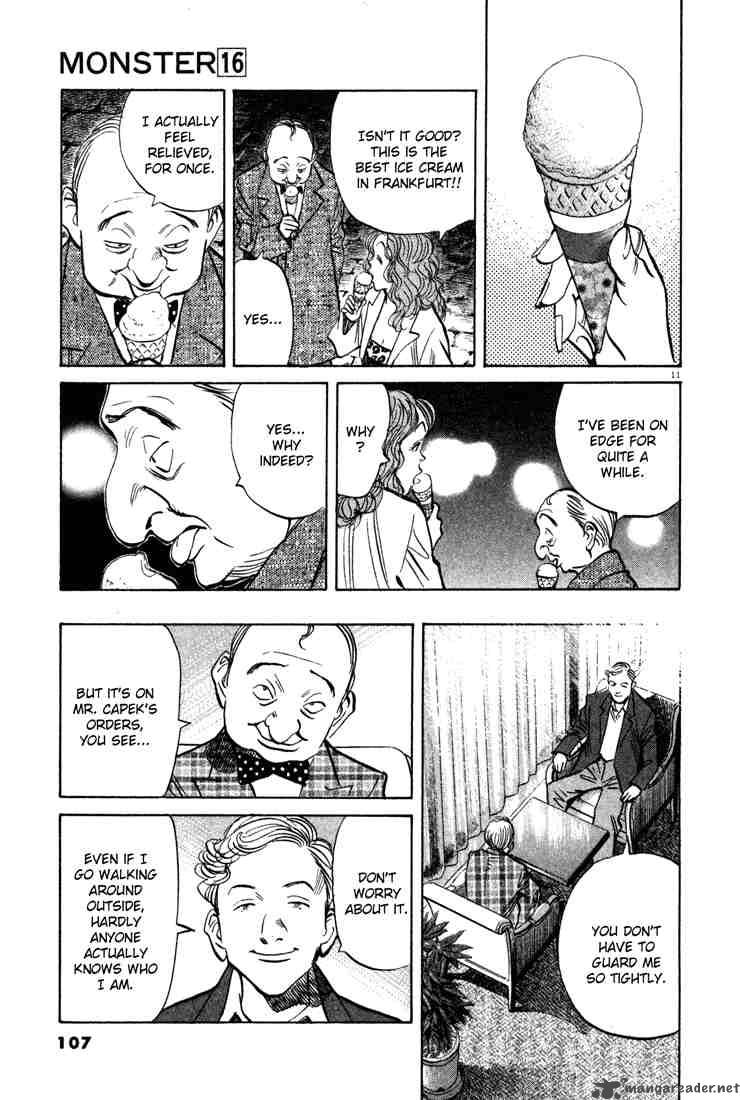 MONSTER 16
ISN'T IT GOOD?
THIS IS THE
BEST ICE CREAM
IN FRANKFURT!!
YES...
I ACTUALLY
FEEL
RELIEVED,
FOR ONCE.
11
I'VE BEEN ON
EDGE FOR
QUITE A
WHILE.
WHY
?
YES...
WHY
INDEED?
YOU DON'T
HAVE TO
GUARD ME
SO TIGHTLY.
BUT IT'S ON
MR. CAPEK'S
ORDERS,
YOU SEE...
DON'T
WORRY
ABOUT IT.
EVEN IF I
GO WALKING
AROUND
OUTSIDE,
HARDLY
ANYONE
ACTUALLY
KNOWS WHO
I AM.
107
mangareader.net